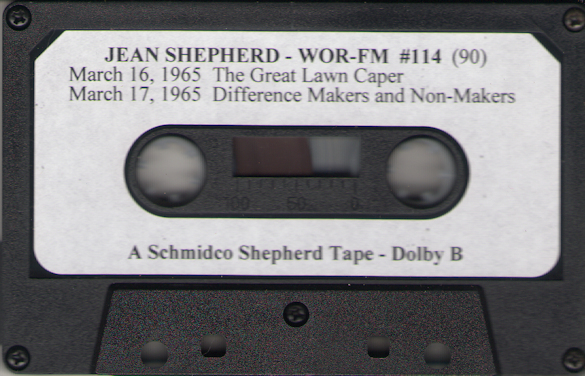 JEAN SHEPHERD - WOR-FM #114 (90)
March 16, 1965 The Great Lawn Caper
March 17, 1965 Difference Makers and Non-Makers
100 50 0
A Schmidco Shepherd Tape - Dolby B